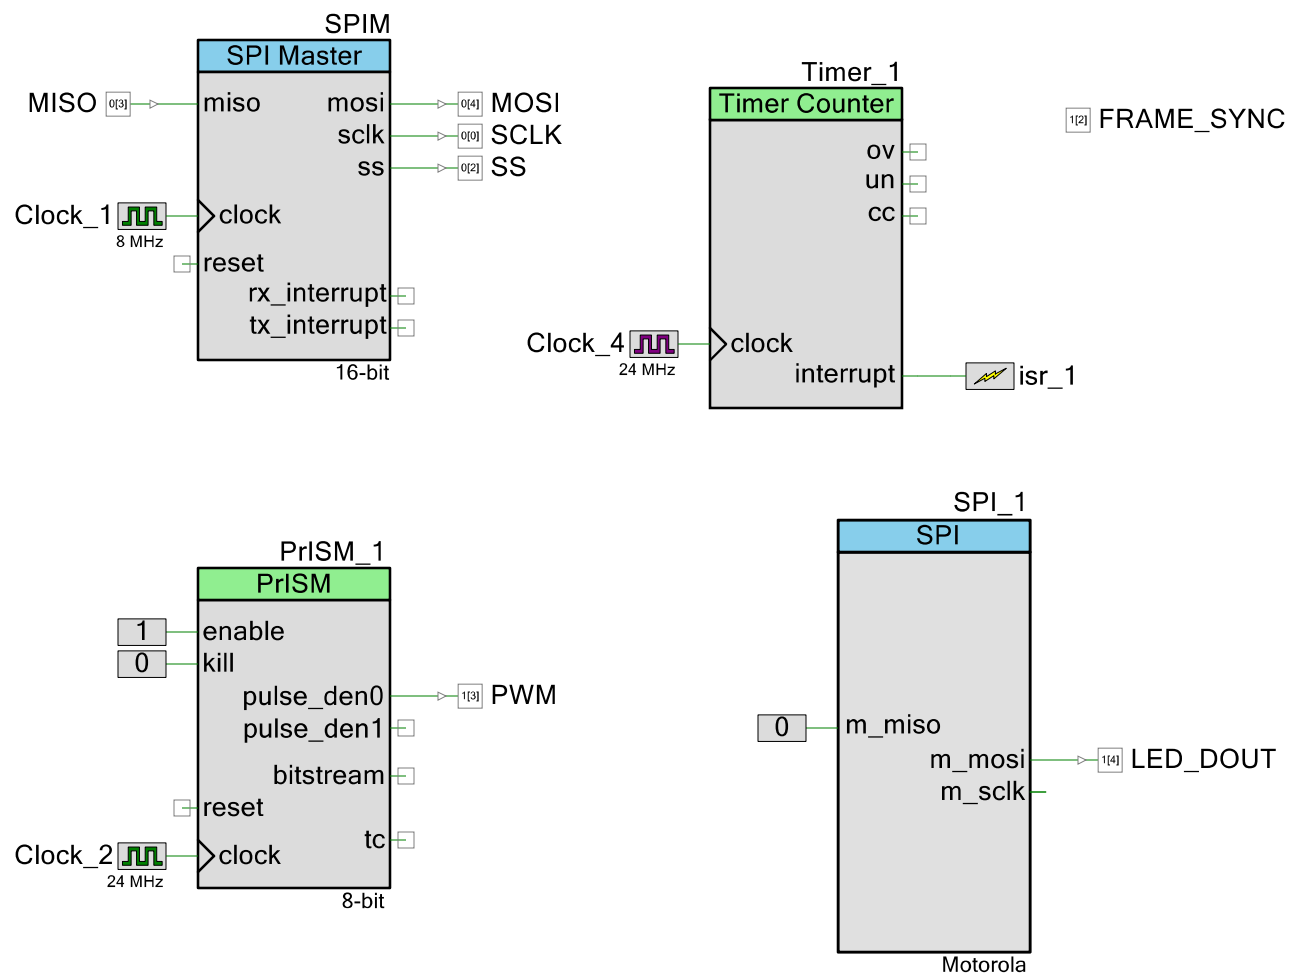 SPIM
SPI Master
MISO 0[3] miso mosi 0[4] MOSI
sclk 0[0] SCLK
ss 0[2] SS
Clock_1 clock
8 MHz
reset
rx_interrupt
tx_interrupt
16-bit
Timer_1
Timer Counter
ov
un
cc
Clock_4 clock
24 MHz
interrupt isr_1
1[2] FRAME_SYNC
PrISM_1
PrISM
1 enable
0 kill
pulse_den0 1[3] PWM
pulse_den1
bitstream
reset
tc
Clock_2 clock
24 MHz
8-bit
SPI_1
SPI
0 m_miso
m_mosi 1[4] LED_DOUT
m_sclk
Motorola